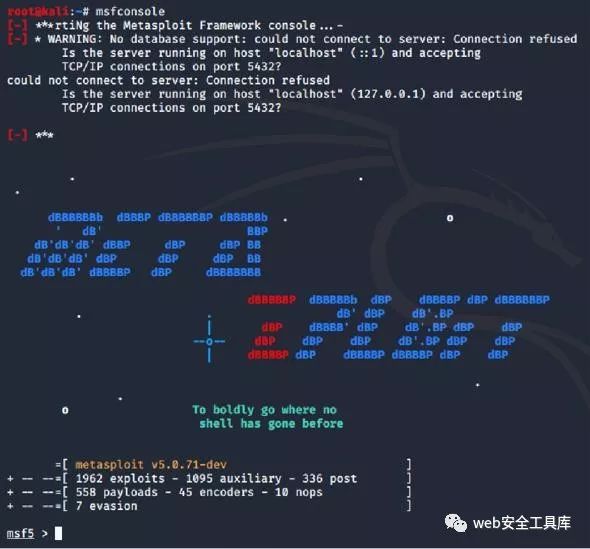 root@kali:~# msfconsole
[-] ***rtiNg the Metasploit Framework console...-
[-] * WARNING: No database support: could not connect to server: Connection refused
Is the server running on host "localhost" (::1) and accepting
TCP/IP connections on port 5432?
could not connect to server: Connection refused
Is the server running on host "localhost" (127.0.0.1) and accepting
TCP/IP connections on port 5432?
[-] ***
dBBBBBBb dBBBP dBBBBBBP dBBBBBb
' dB' BBP
dB'dB'dB' dBBP dBP dBP BB
dB'dB'dB' dBP dBP dBP BB
dB'dB'dB' dBBBBP dBP dBBBBBBB
dBBBBBP dBBBBBb dBP dBBBBP dBP dBBBBBBP
dB' dBP dB'.BP
dBP dBBBB' dBP dB'.BP dBP dBP
--o-- dBP dBP dBP dB'.BP dBP dBP
dBBBBP dBP dBBBBP dBBBBP dBP dBP
o
To boldly go where no
shell has gone before
=[ metasploit v5.0.71-dev ]
+ -- --=[ 1962 exploits - 1095 auxiliary - 336 post ]
+ -- --=[ 558 payloads - 45 encoders - 10 nops ]
+ -- --=[ 7 evasion ]
msf5 >
web安全工具库